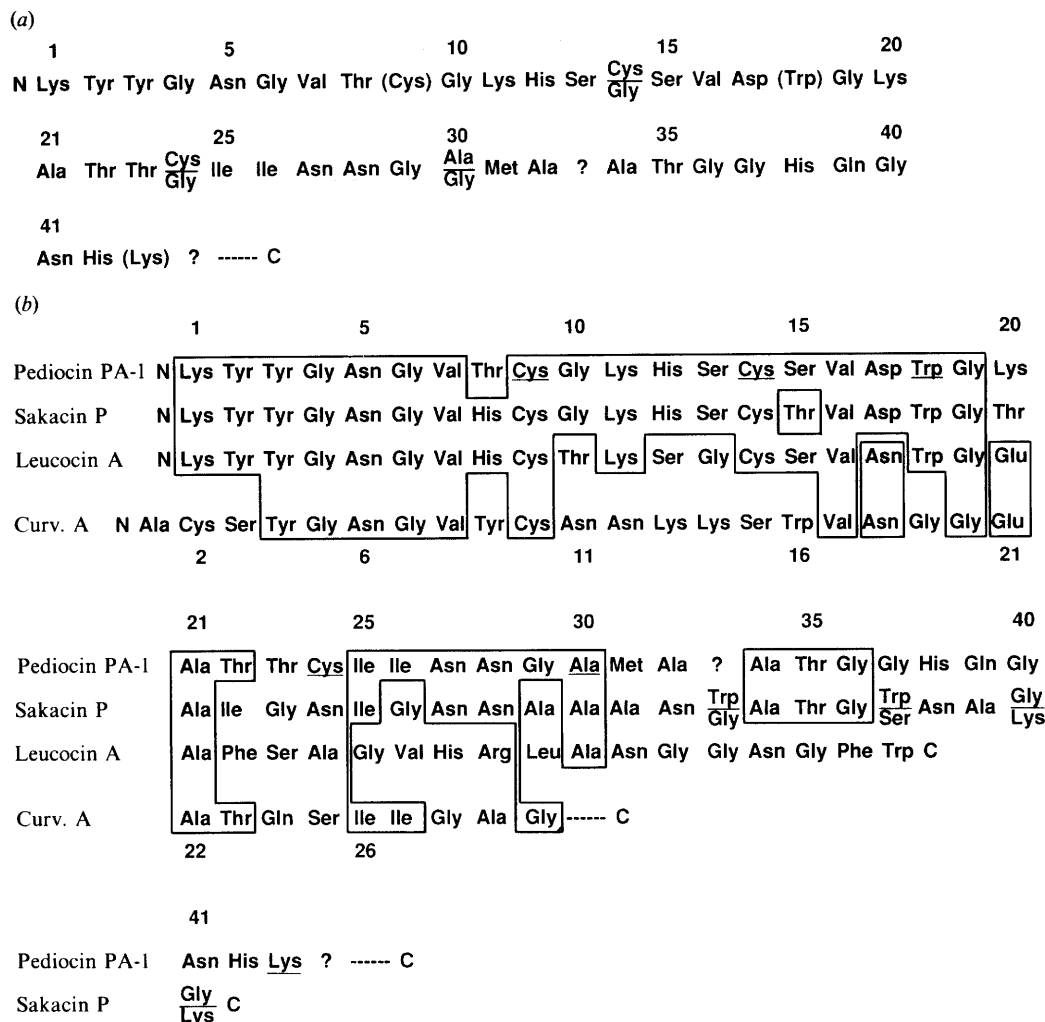 (a)
1 5 10 15 20
N Lys Tyr Tyr Gly Asn Gly Val Thr (Cys) Gly Lys His Ser Cys/Gly Ser Val Asp (Trp) Gly Lys
21 25 30 35 40
Ala Thr Thr Cys/Gly Ile Ile Asn Asn Gly Ala/Gly Met Ala ? Ala Thr Gly Gly His Gln Gly
41
Asn His (Lys) ? ------ C
(b)
1 5 10 15 20
Pediocin PA-1 N Lys Tyr Tyr Gly Asn Gly Val Thr Cys Gly Lys His Ser Cys Ser Val Asp Trp Gly Lys
Sakacin P N Lys Tyr Tyr Gly Asn Gly Val His Cys Gly Lys His Ser Cys Thr Val Asp Trp Gly Thr
Leucocin A N Lys Tyr Tyr Gly Asn Gly Val His Cys Thr Lys Ser Gly Cys Ser Val Asn Trp Gly Glu
Curv. A N Ala Cys Ser Tyr Gly Asn Gly Val Tyr Cys Asn Asn Lys Lys Ser Trp Val Asn Gly Gly Glu
2 6 11 16 21
21 25 30 35 40
Pediocin PA-1 Ala Thr Thr Cys Ile Ile Asn Asn Gly Ala Met Ala ? Ala Thr Gly Gly His Gln Gly
Sakacin P Ala Ile Gly Asn Ile Gly Asn Asn Ala Ala Ala Asn Trp/Gly Ala Thr Gly Trp/Ser Asn Ala Gly/Lys
Leucocin A Ala Phe Ser Ala Gly Val His Arg Leu Ala Asn Gly Gly Asn Gly Phe Trp C
Curv. A Ala Thr Gln Ser Ile Ile Gly Ala Gly ------ C
22 26
41
Pediocin PA-1 Asn His Lys ? ------ C
Sakacin P Gly/Lys C